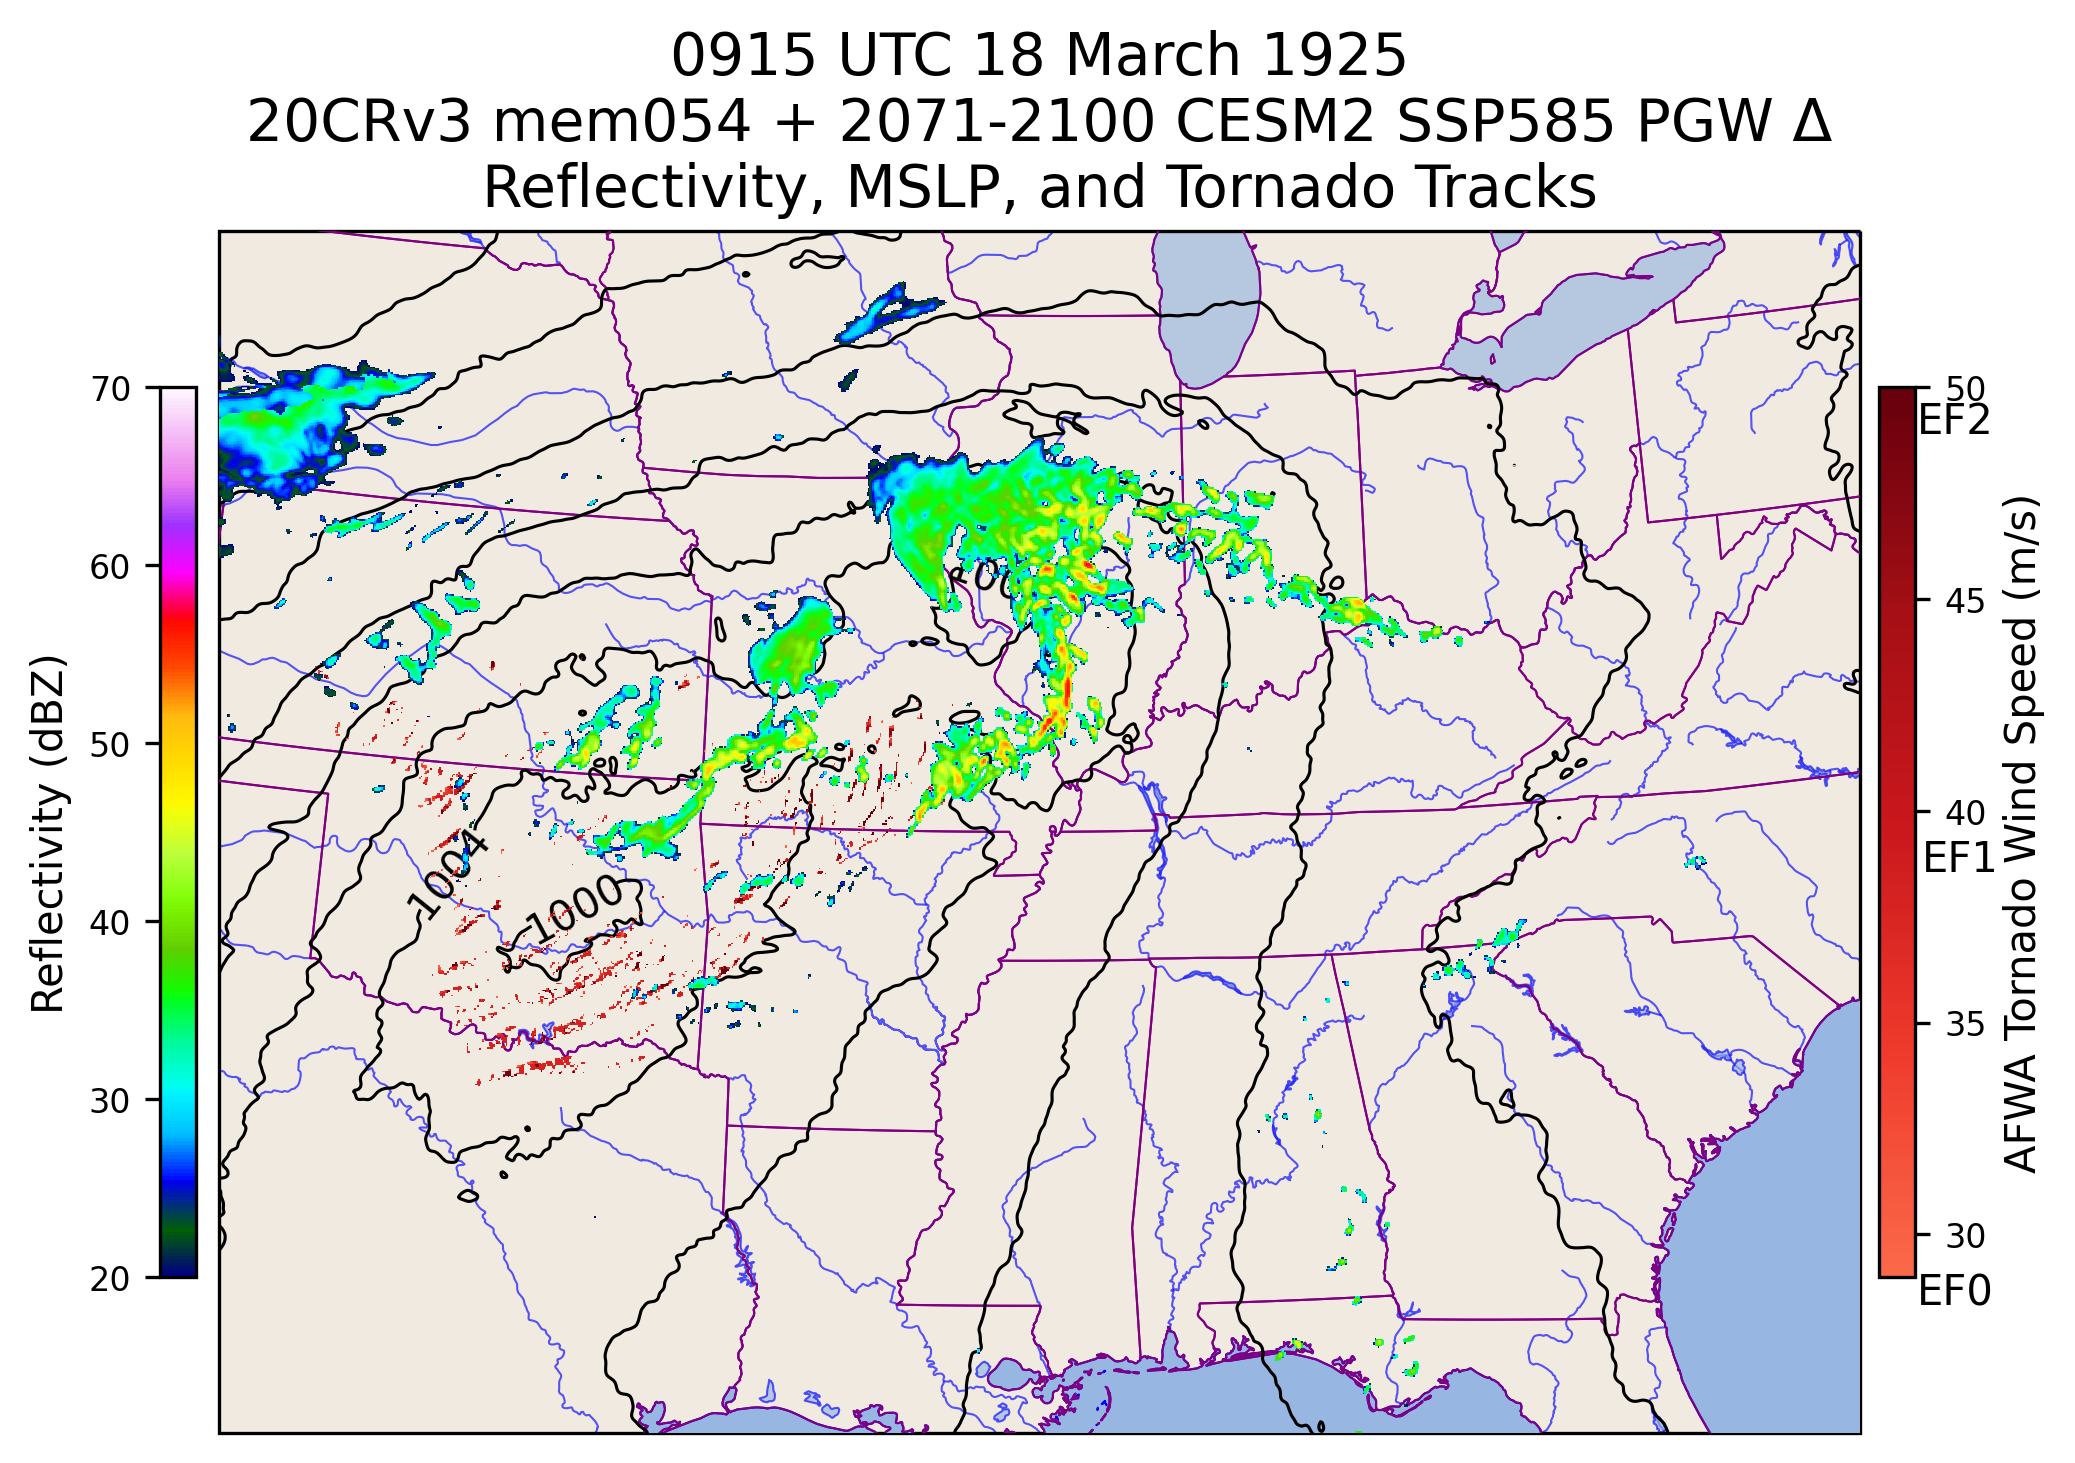 0915 UTC 18 March 1925
20CRv3 mem054 + 2071-2100 CESM2 SSP585 PGW Δ
Reflectivity, MSLP, and Tornado Tracks
Reflectivity (dBZ)
70
60
50
40
30
20
1004
1000
50
EF2
45
40
EF1
35
30
EF0
AFWA Tornado Wind Speed (m/s)